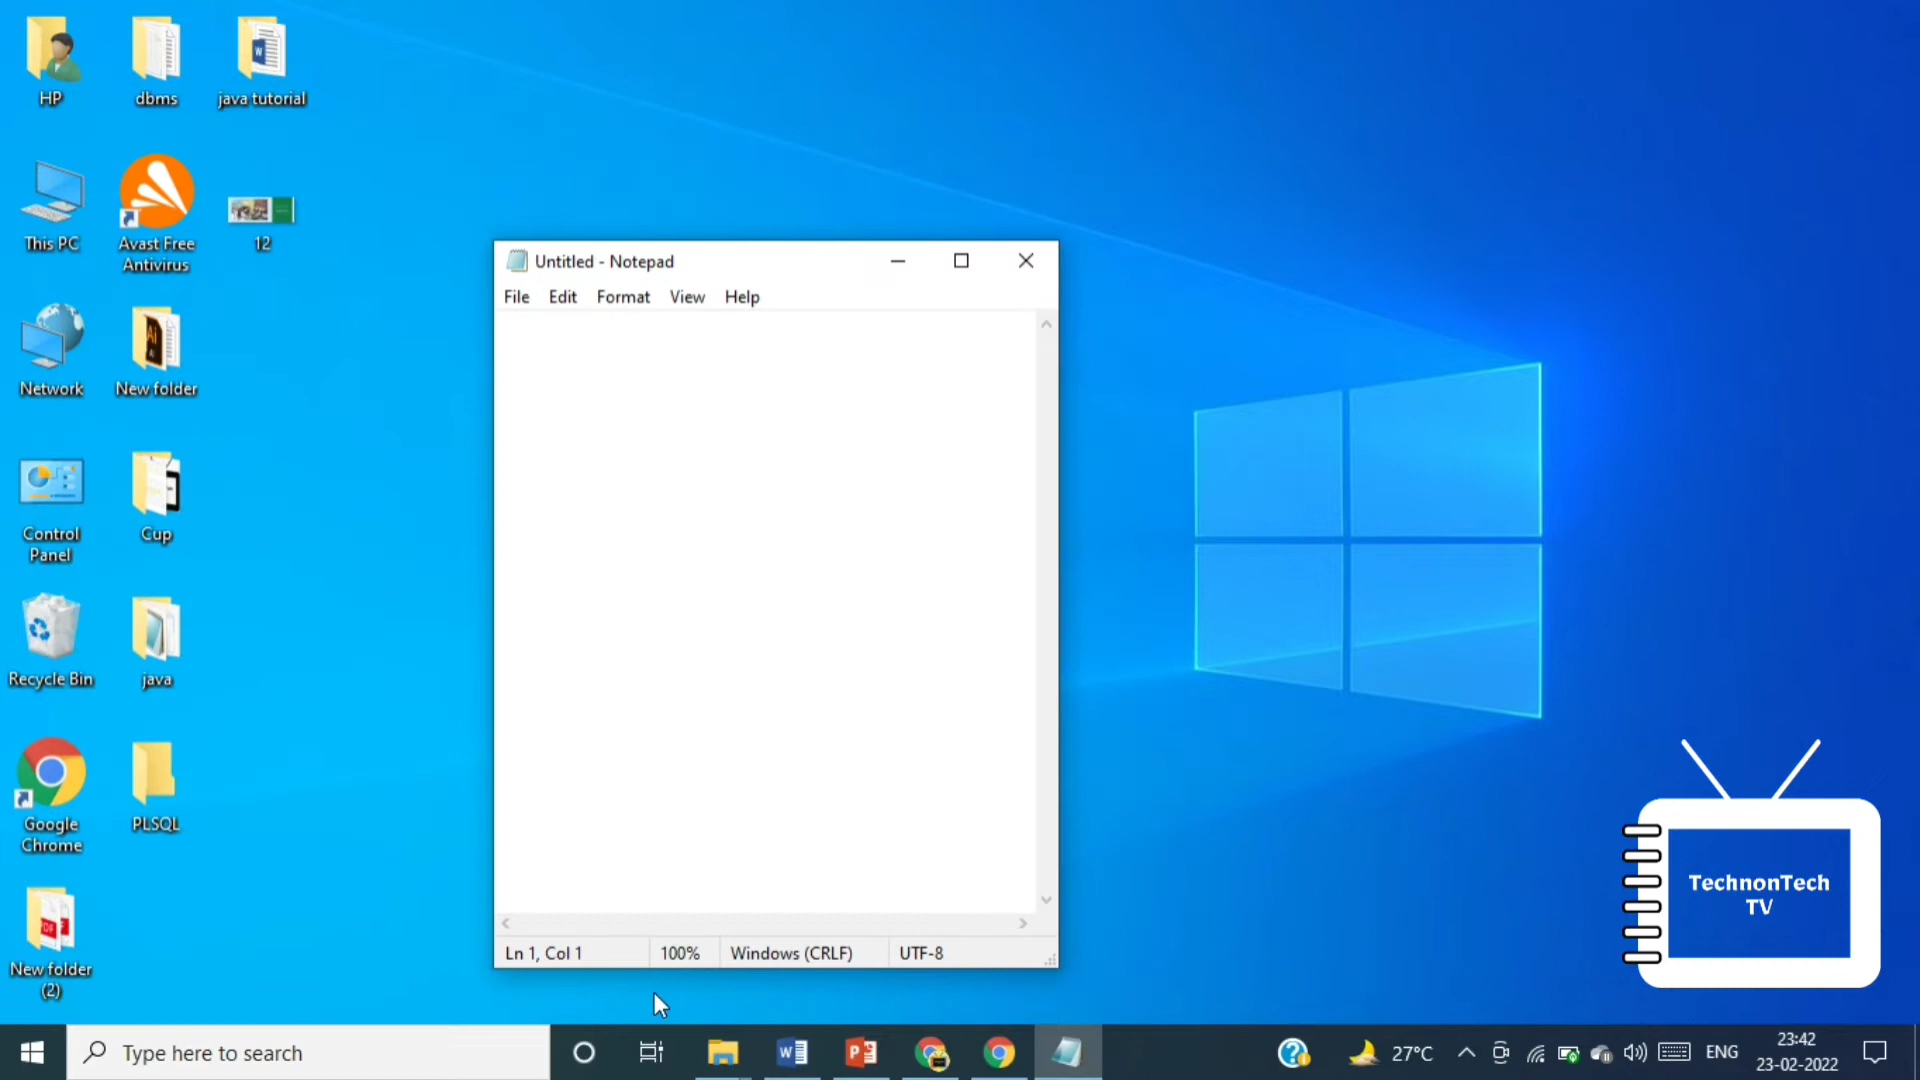 HP
dbms
java tutorial
This PC
Avast Free
Antivirus
12
Network
New folder
Control
Panel
Cup
Recycle Bin
java
Google
Chrome
PLSQL
New folder
(2)
Untitled - Notepad
File Edit Format View Help
Ln 1, Col 1 100% Windows (CRLF) UTF-8
TechnonTech
TV
Type here to search
27°C
ENG
23:42
23-02-2022